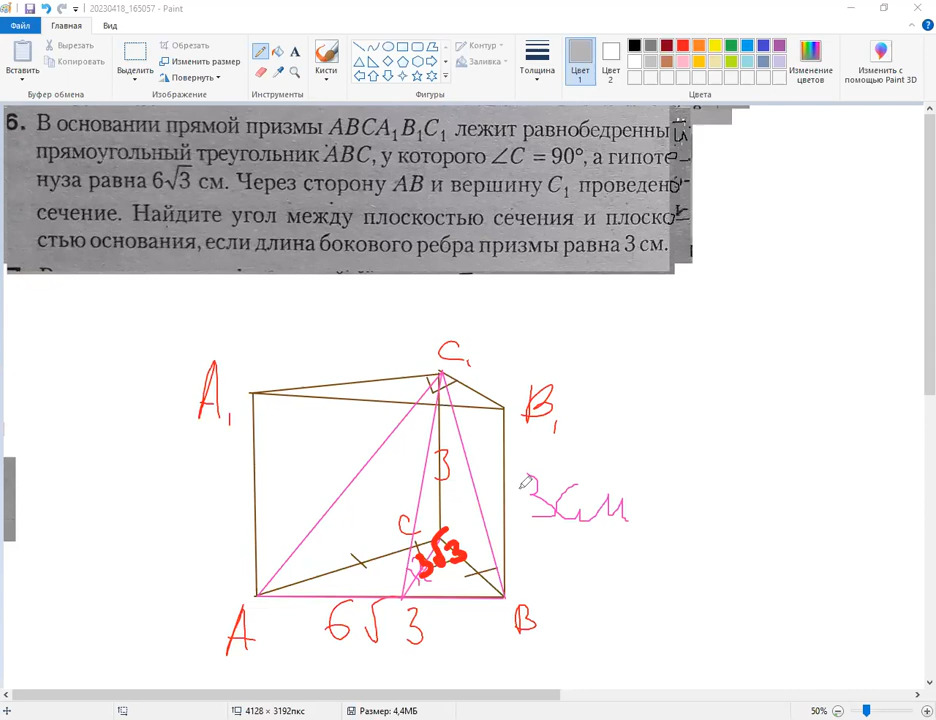 20230418_165057 - Paint
Файл
Главная
Вид
Вставить
Вырезать
Копировать
Буфер обмена
Выделить
Обрезать
Изменить размер
Повернуть
Изображение
A
Инструменты
Кисти
Контур
Заливка
Фигуры
Толщина
Цвет 1
Цвет 2
Цвета
Изменение цветов
Изменить с помощью Paint 3D
6. В основании прямой призмы ABCA₁B₁C₁ лежит равнобедренны
прямоугольный треугольник ABC, у которого ∠C = 90°, а гипоте
нуза равна 6√3 см. Через сторону AB и вершину C₁ проведено
сечение. Найдите угол между плоскостью сечения и плоско
стью основания, если длина бокового ребра призмы равна 3 см.
C₁
A₁
B₁
3
3см
C
3√3
A
6√3
B
4128 × 3192пкс
Размер: 4,4МБ
50%